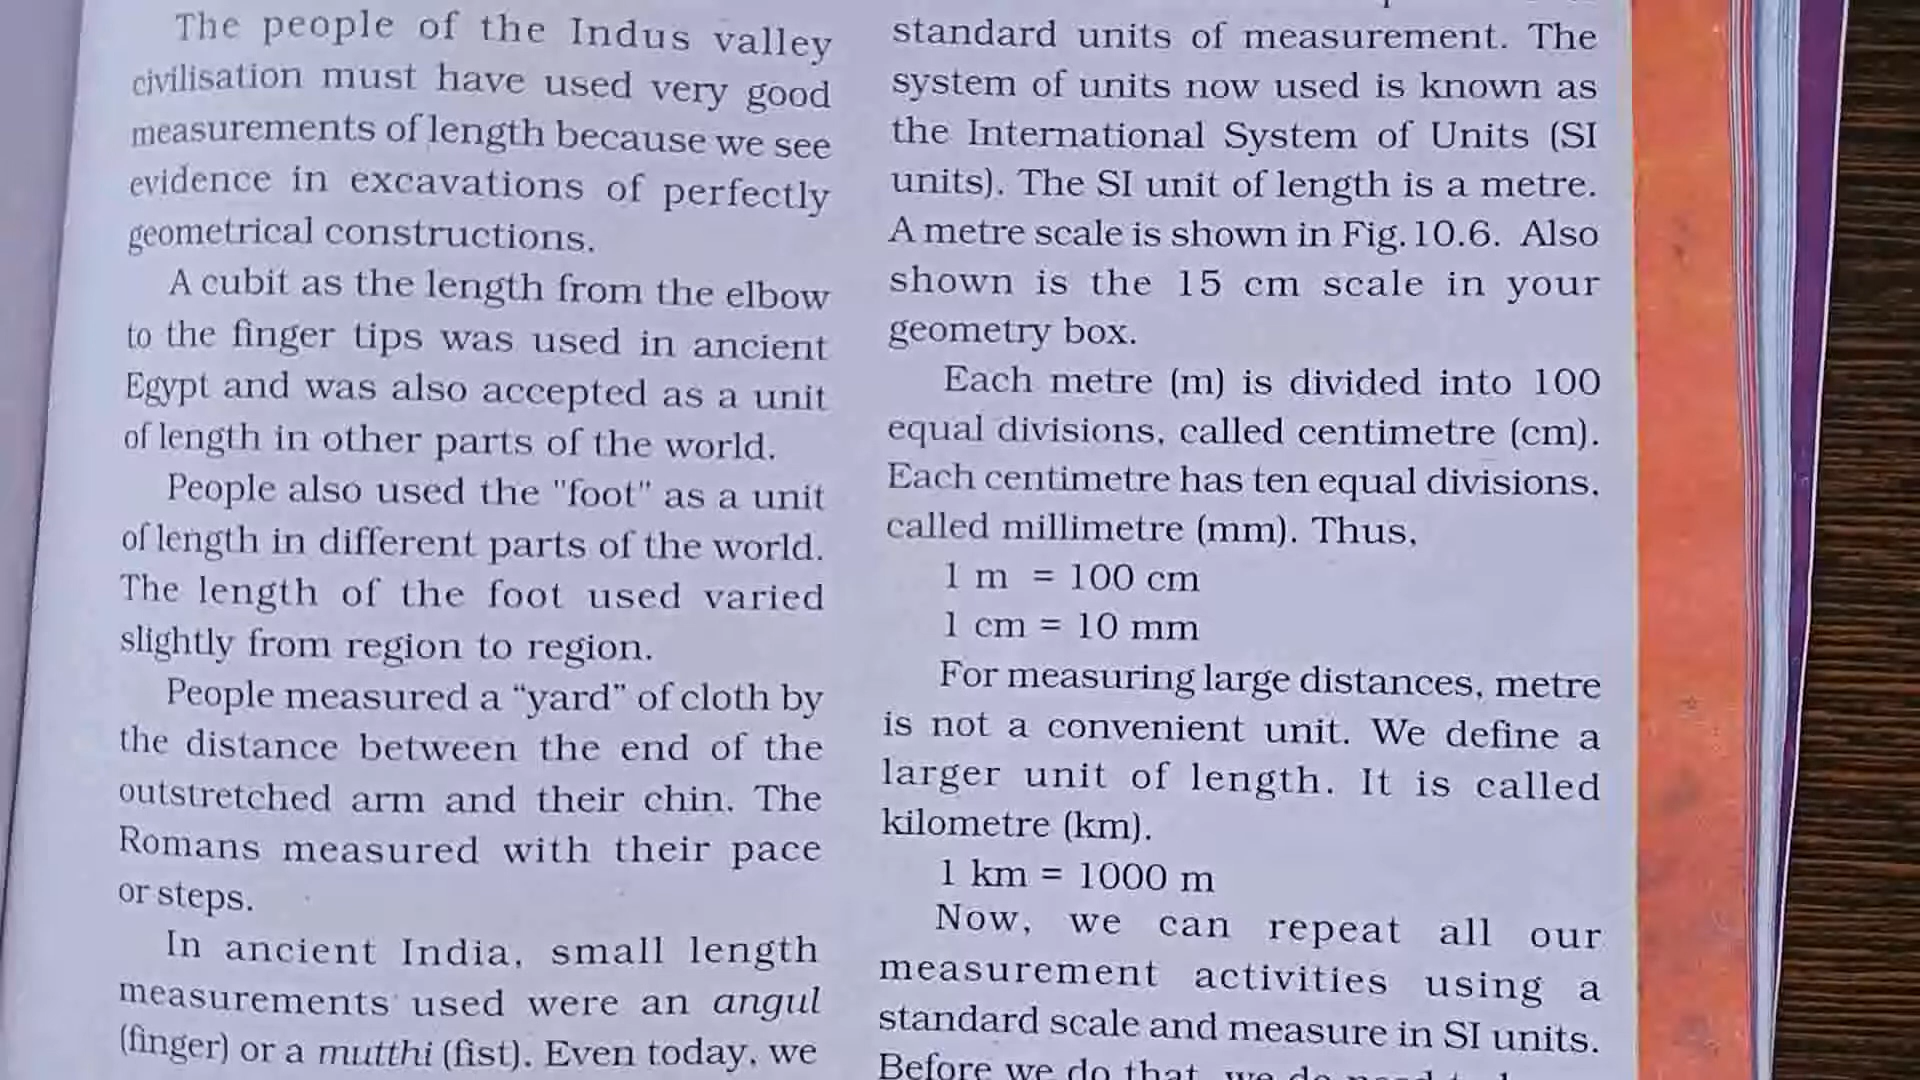 The people of the Indus valley
civilisation must have used very good
measurements of length because we see
evidence in excavations of perfectly
geometrical constructions.
A cubit as the length from the elbow
to the finger tips was used in ancient
Egypt and was also accepted as a unit
of length in other parts of the world.
People also used the "foot" as a unit
of length in different parts of the world.
The length of the foot used varied
slightly from region to region.
People measured a “yard” of cloth by
the distance between the end of the
outstretched arm and their chin. The
Romans measured with their pace
or steps.
In ancient India, small length
measurements used were an angul
(finger) or a mutthi (fist). Even today, we
standard units of measurement. The
system of units now used is known as
the International System of Units (SI
units). The SI unit of length is a metre.
A metre scale is shown in Fig. 10.6. Also
shown is the 15 cm scale in your
geometry box.
Each metre (m) is divided into 100
equal divisions, called centimetre (cm).
Each centimetre has ten equal divisions,
called millimetre (mm). Thus,
1 m = 100 cm
1 cm = 10 mm
For measuring large distances, metre
is not a convenient unit. We define a
larger unit of length. It is called
kilometre (km).
1 km = 1000 m
Now, we can repeat all our
measurement activities using a
standard scale and measure in SI units.
Before we do that, we do need